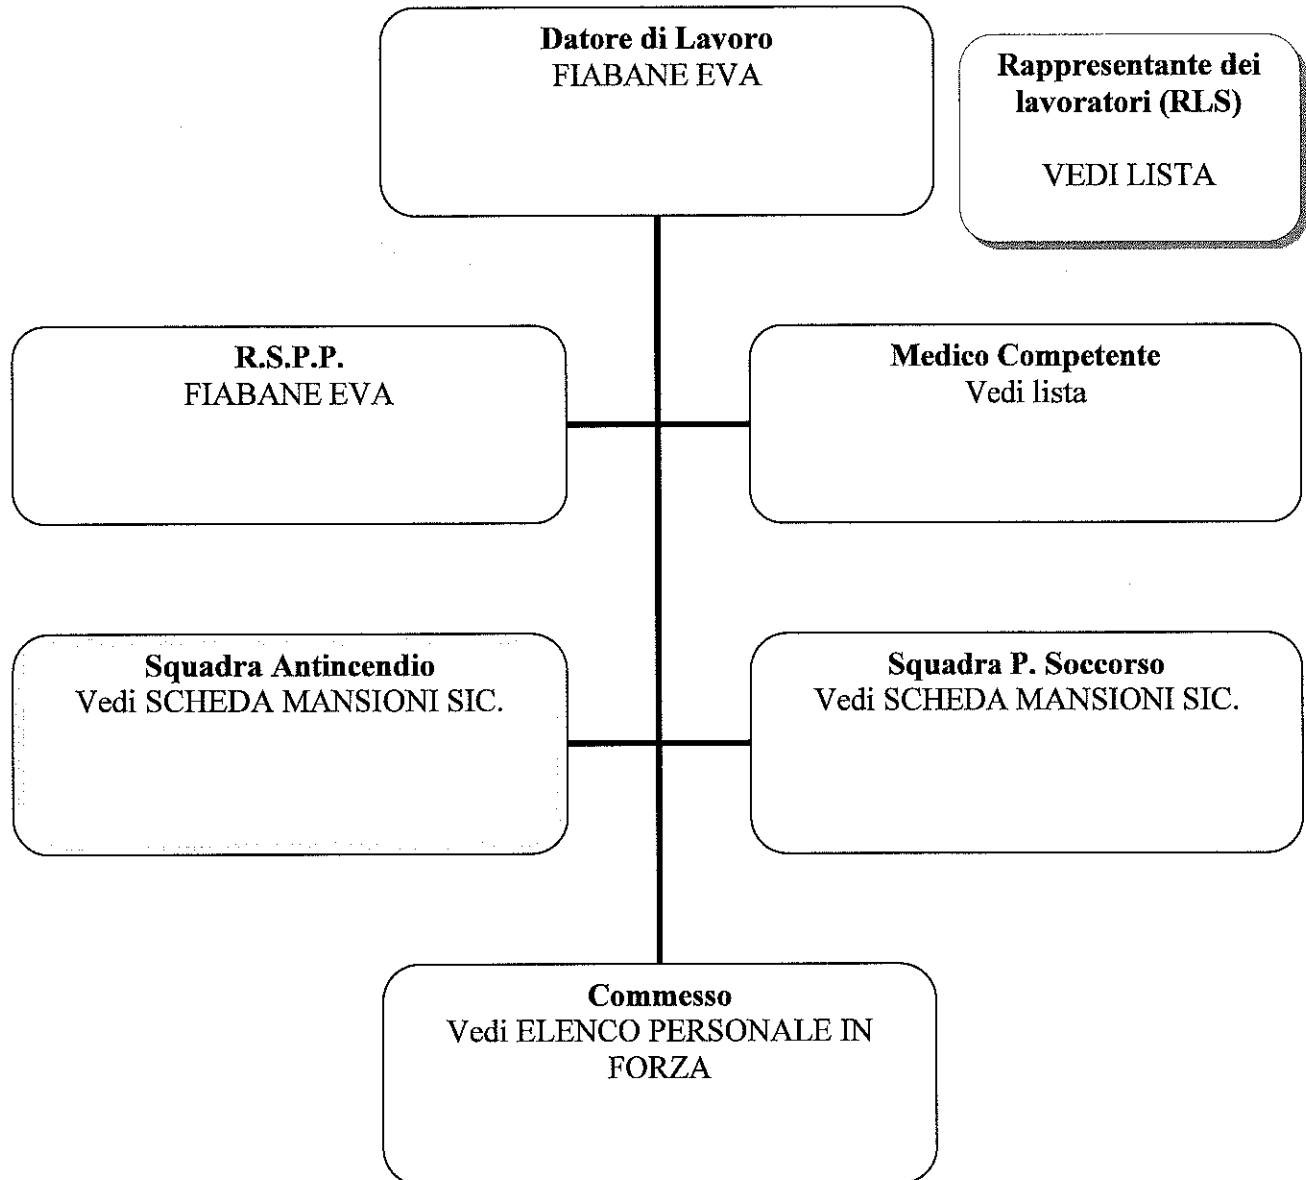 Datore di Lavoro
FIABANE EVA
Rappresentante dei
lavoratori (RLS)
VEDI LISTA
R.S.P.P.
FIABANE EVA
Medico Competente
Vedi lista
Squadra Antincendio
Vedi SCHEDA MANSIONI SIC.
Squadra P. Soccorso
Vedi SCHEDA MANSIONI SIC.
Commesso
Vedi ELENCO PERSONALE IN
FORZA